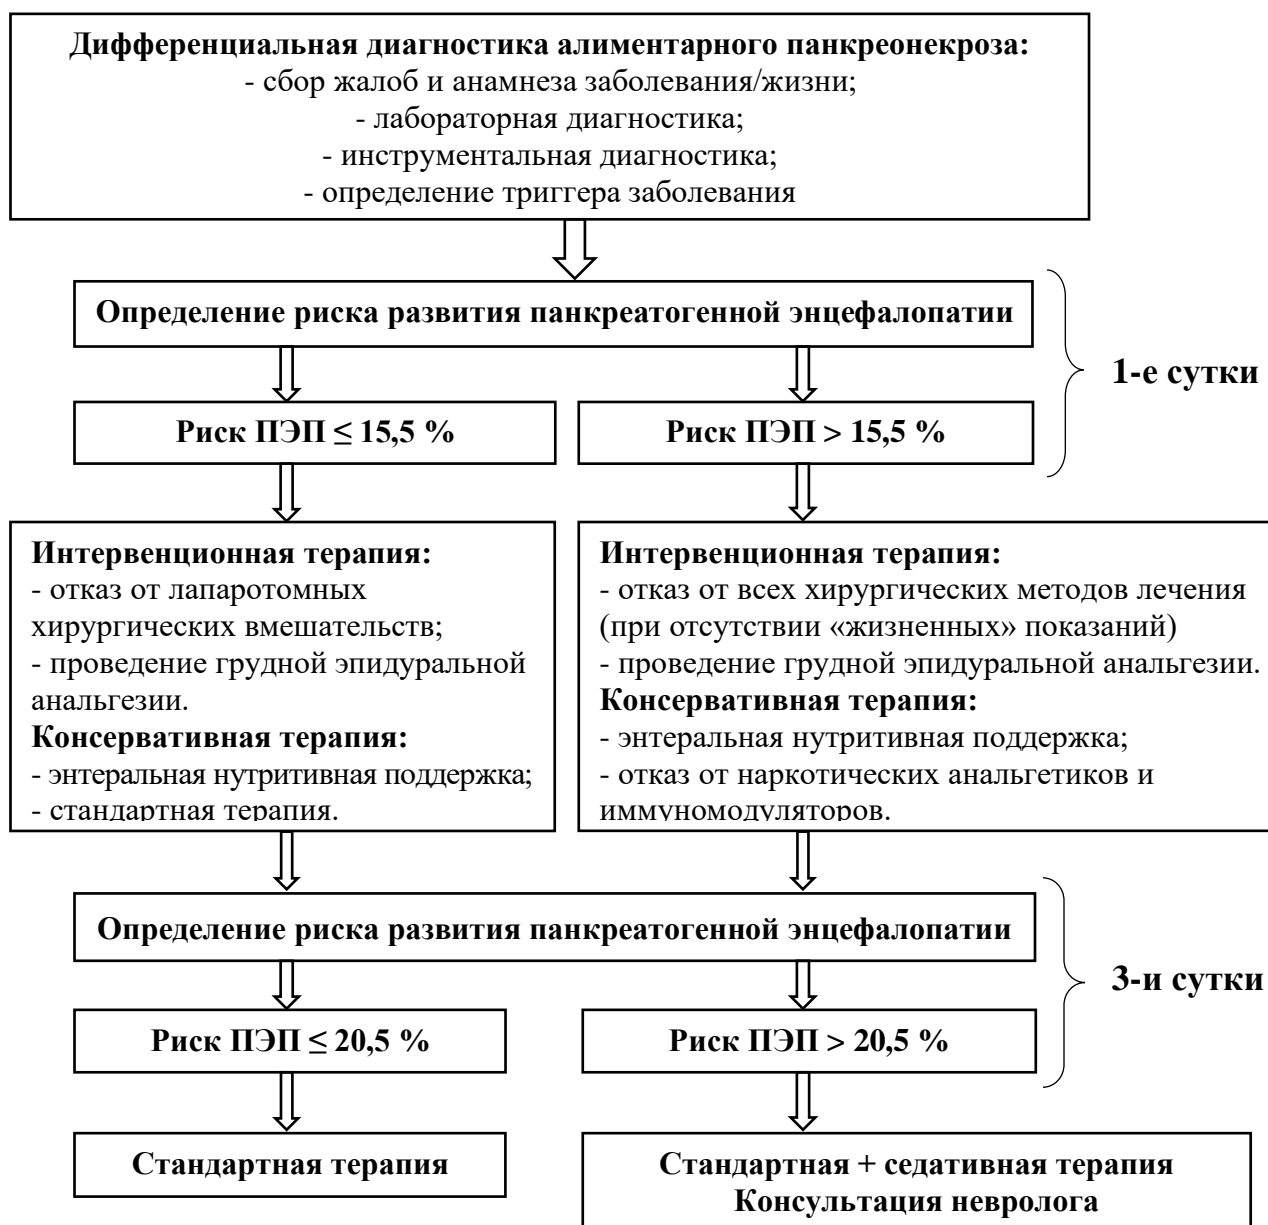 Дифференциальная диагностика алиментарного панкреонекроза:
- сбор жалоб и анамнеза заболевания/жизни;
- лабораторная диагностика;
- инструментальная диагностика;
- определение триггера заболевания
Определение риска развития панкреатогенной энцефалопатии
1-е сутки
Риск ПЭП ≤ 15,5 %
Риск ПЭП > 15,5 %
Интервенционная терапия:
- отказ от лапаротомных
хирургических вмешательств;
- проведение грудной эпидуральной
анальгезии.
Консервативная терапия:
- энтеральная нутритивная поддержка;
- стандартная терапия.
Интервенционная терапия:
- отказ от всех хирургических методов лечения
(при отсутствии «жизненных» показаний)
- проведение грудной эпидуральной анальгезии.
Консервативная терапия:
- энтеральная нутритивная поддержка;
- отказ от наркотических анальгетиков и
иммуномодуляторов.
Определение риска развития панкреатогенной энцефалопатии
3-и сутки
Риск ПЭП ≤ 20,5 %
Риск ПЭП > 20,5 %
Стандартная терапия
Стандартная + седативная терапия
Консультация невролога